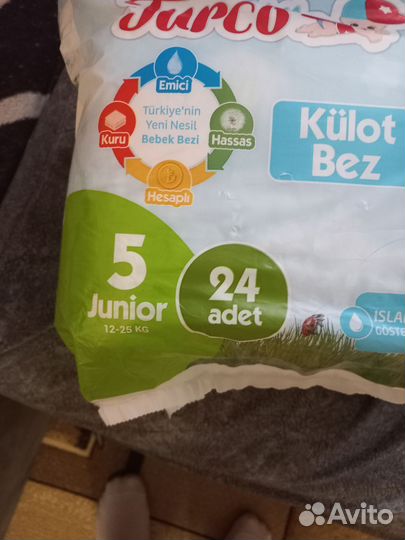 Turco
Emici
Türkiye'nin
Yeni Nesil
Bebek Bezi
Kuru
Hassas
Hesaplı
Külot
Bez
5
Junior
12-25 KG
24
adet
Avito